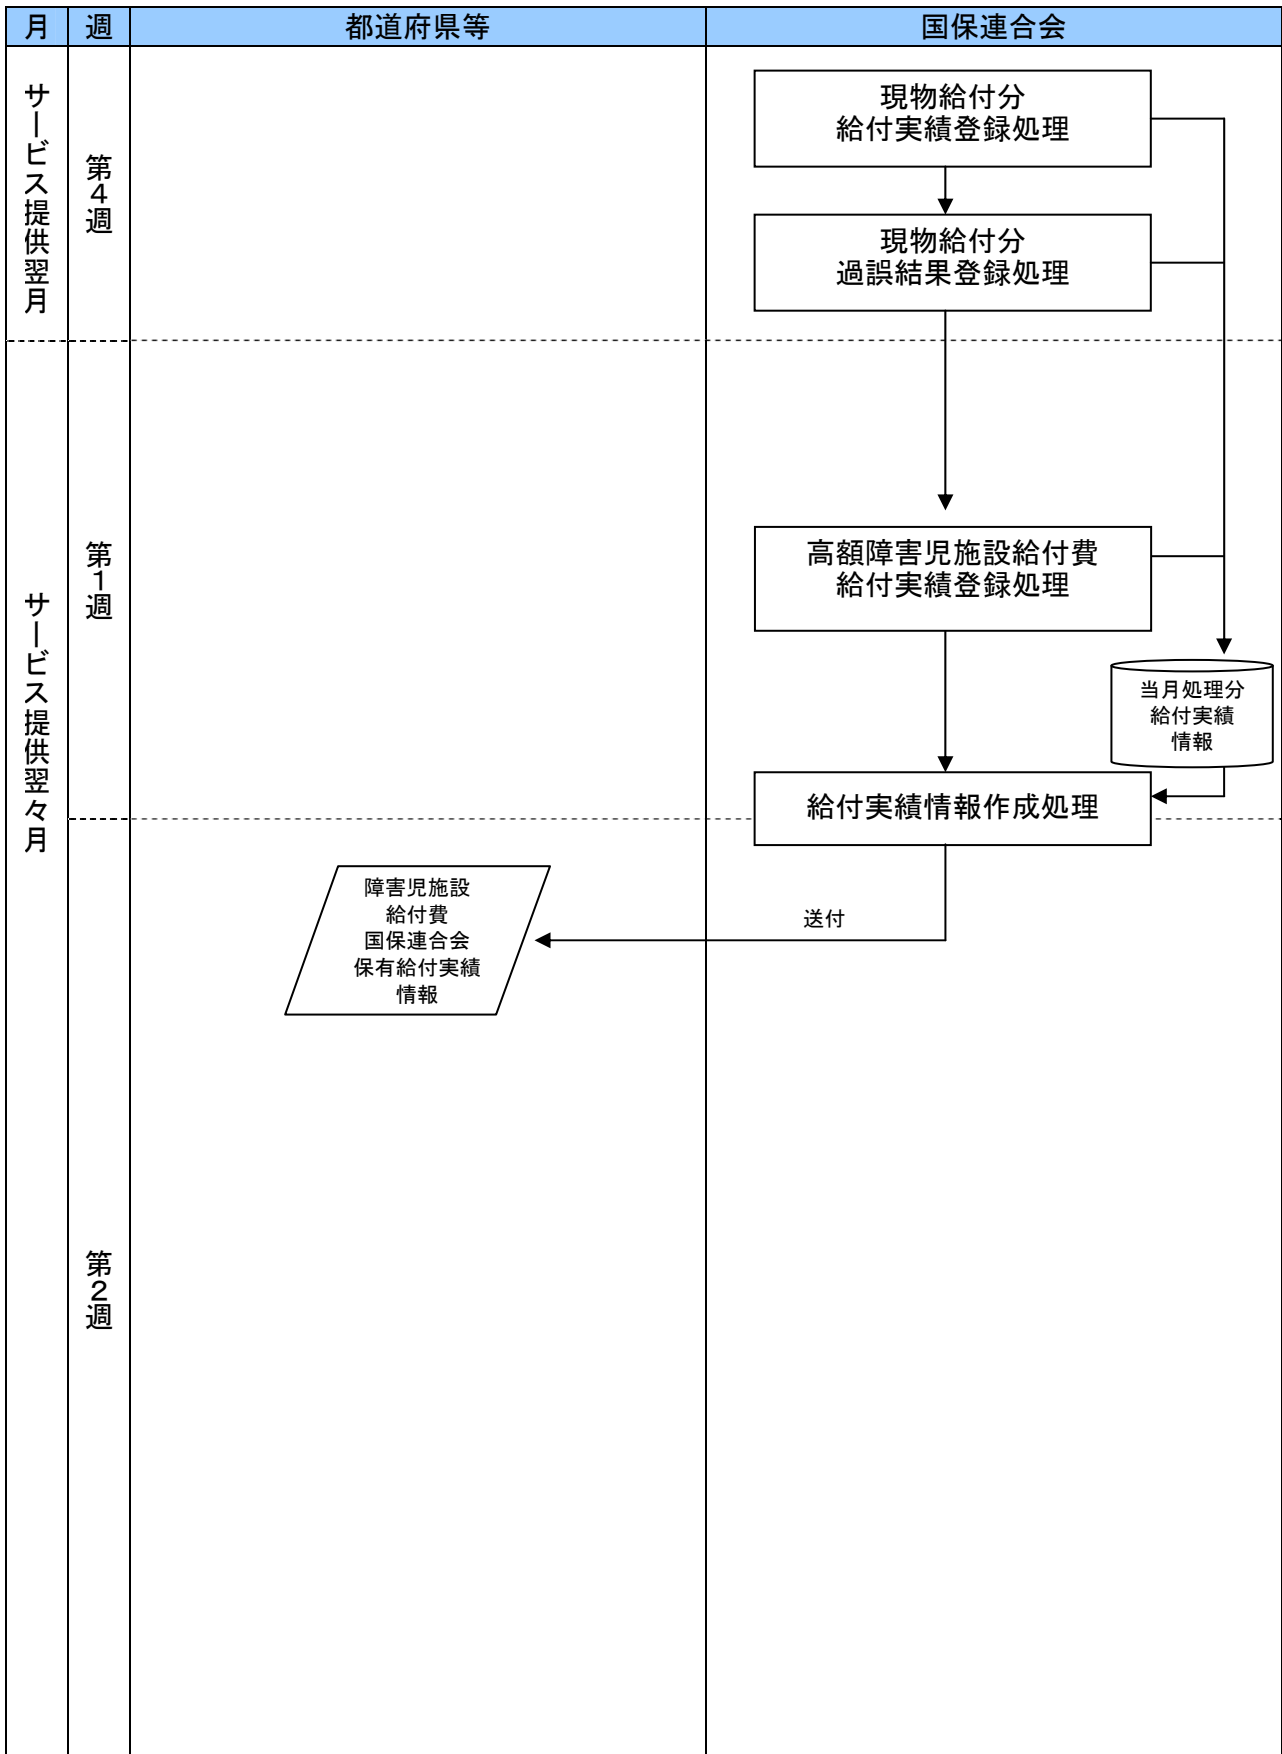 月 週 都道府県等 国保連合会
サービス提供翌月
第4週
現物給付分
給付実績登録処理
現物給付分
過誤結果登録処理
サービス提供翌々月
第1週
高額障害児施設給付費
給付実績登録処理
当月処理分
給付実績
情報
給付実績情報作成処理
第2週
障害児施設
給付費
国保連合会
保有給付実績
情報
送付